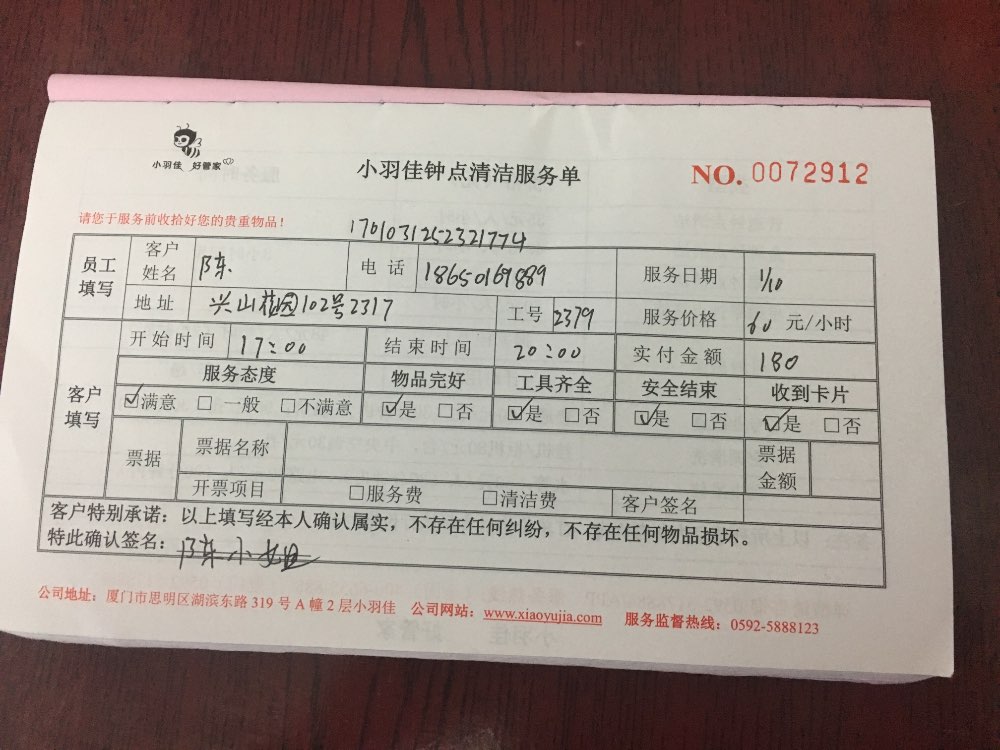 小羽佳 好管家
小羽佳钟点清洁服务单
NO. 0072912
请您于服务前收拾好您的贵重物品！
1701031252321774
员工填写 客户姓名 陈 电话 18650169889 服务日期 1/10
地址 兴山花园102号2317 工号 2379 服务价格 60 元/小时
客户填写 开始时间 17:00 结束时间 20:00 实付金额 180
服务态度 物品完好 工具齐全 安全结束 收到卡片
☑满意 □一般 □不满意 ☑是 □否 ☑是 □否 ☑是 □否 ☑是 □否
票据 票据名称 票据金额
开票项目 □服务费 □清洁费 客户签名
客户特别承诺：以上填写经本人确认属实，不存在任何纠纷，不存在任何物品损坏。
特此确认签名：陈小姐
公司地址：厦门市思明区湖滨东路 319 号 A 幢 2 层小羽佳 公司网站：www.xiaoyujia.com 服务监督热线：0592-5888123